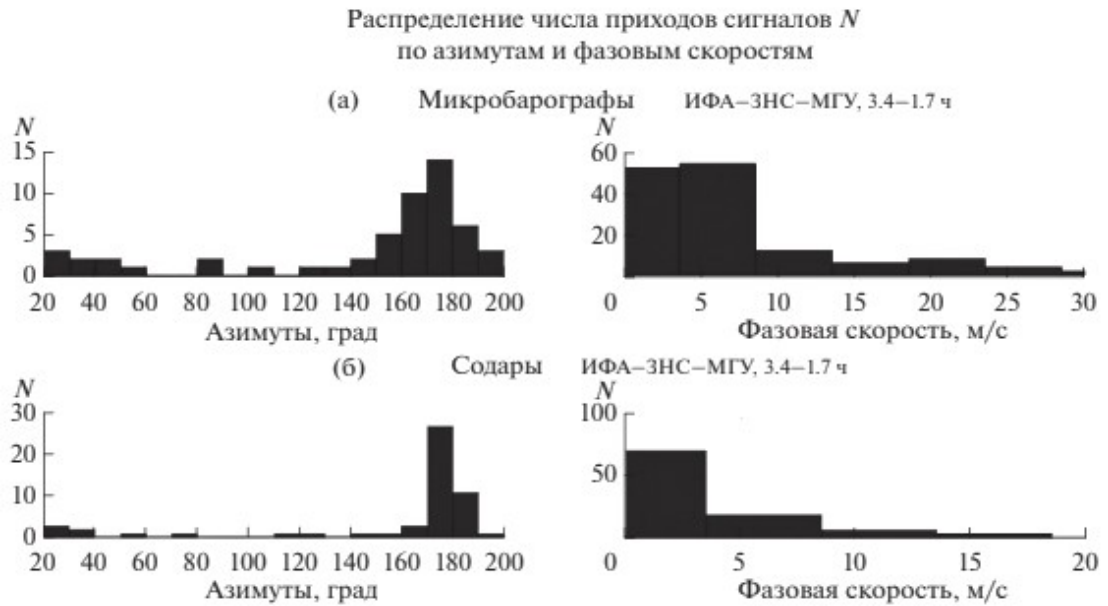 Распределение числа приходов сигналов N
по азимутам и фазовым скоростям
(а) Микробарографы ИФА–ЗНС–МГУ, 3.4–1.7 ч
N
15
10
5
0
20 40 60 80 100 120 140 160 180 200
Азимуты, град
N
60
40
20
0 5 10 15 20 25 30
Фазовая скорость, м/с
(б) Содары ИФА–ЗНС–МГУ, 3.4–1.7 ч
N
30
20
10
0
20 40 60 80 100 120 140 160 180 200
Азимуты, град
N
100
50
0 5 10 15 20
Фазовая скорость, м/с